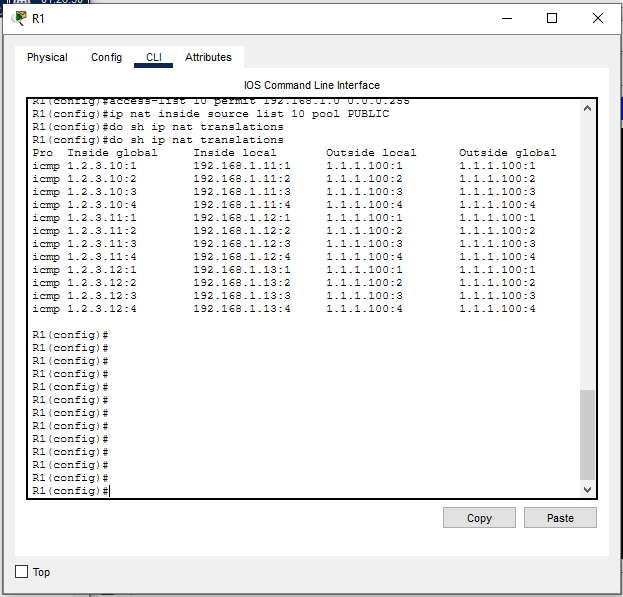 R1
Physical Config CLI Attributes
IOS Command Line Interface
R1(config)#access-list 10 permit 192.168.1.0 0.0.0.255
R1(config)#ip nat inside source list 10 pool PUBLIC
R1(config)#do sh ip nat translations
R1(config)#do sh ip nat translations
Pro Inside global Inside local Outside local Outside global
icmp 1.2.3.10:1 192.168.1.11:1 1.1.1.100:1 1.1.1.100:1
icmp 1.2.3.10:2 192.168.1.11:2 1.1.1.100:2 1.1.1.100:2
icmp 1.2.3.10:3 192.168.1.11:3 1.1.1.100:3 1.1.1.100:3
icmp 1.2.3.10:4 192.168.1.11:4 1.1.1.100:4 1.1.1.100:4
icmp 1.2.3.11:1 192.168.1.12:1 1.1.1.100:1 1.1.1.100:1
icmp 1.2.3.11:2 192.168.1.12:2 1.1.1.100:2 1.1.1.100:2
icmp 1.2.3.11:3 192.168.1.12:3 1.1.1.100:3 1.1.1.100:3
icmp 1.2.3.11:4 192.168.1.12:4 1.1.1.100:4 1.1.1.100:4
icmp 1.2.3.12:1 192.168.1.13:1 1.1.1.100:1 1.1.1.100:1
icmp 1.2.3.12:2 192.168.1.13:2 1.1.1.100:2 1.1.1.100:2
icmp 1.2.3.12:3 192.168.1.13:3 1.1.1.100:3 1.1.1.100:3
icmp 1.2.3.12:4 192.168.1.13:4 1.1.1.100:4 1.1.1.100:4
R1(config)#
R1(config)#
R1(config)#
R1(config)#
R1(config)#
R1(config)#
R1(config)#
R1(config)#
R1(config)#
R1(config)#
R1(config)#
R1(config)#
R1(config)#
Copy Paste
Top